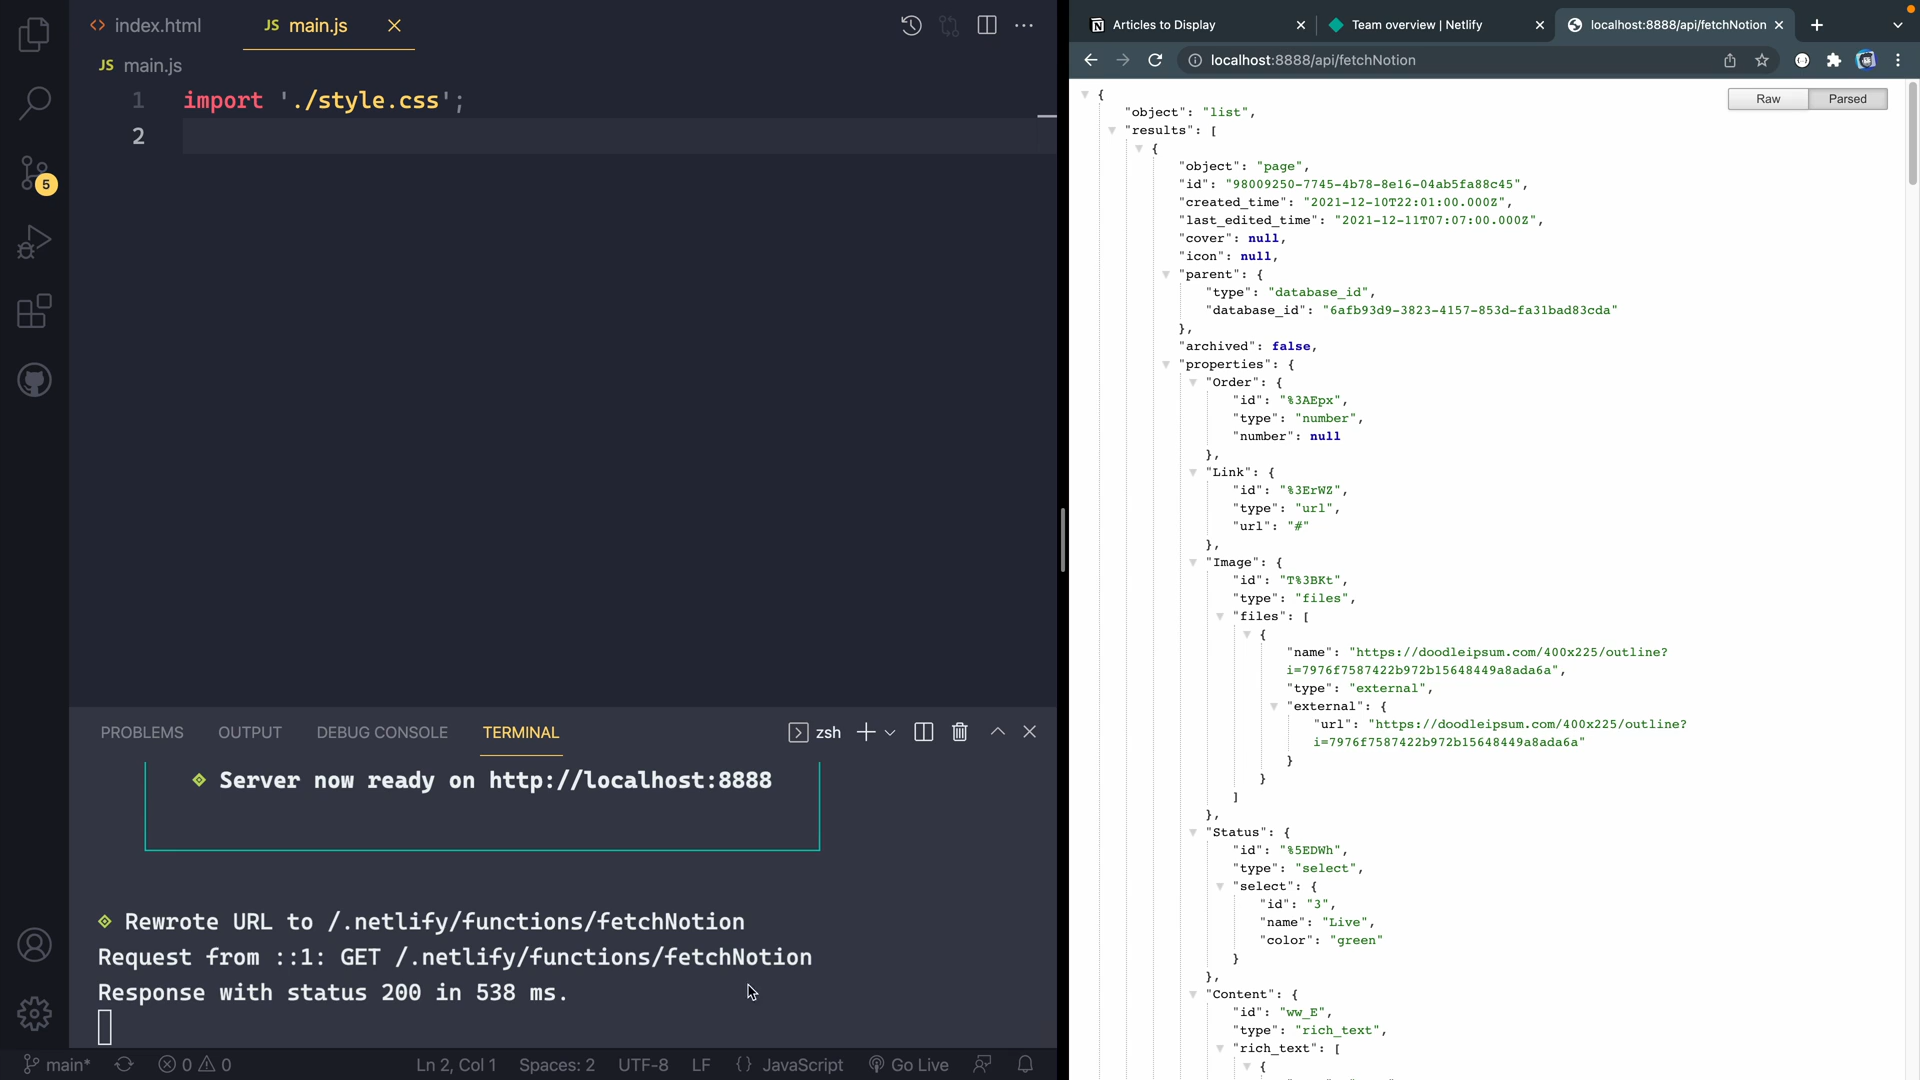 index.html
JS main.js
JS main.js
1 import './style.css';
2
5
PROBLEMS OUTPUT DEBUG CONSOLE TERMINAL
zsh
Server now ready on http://localhost:8888
Rewrote URL to /.netlify/functions/fetchNotion
Request from ::1: GET /.netlify/functions/fetchNotion
Response with status 200 in 538 ms.
main* 0 0 Ln 2, Col 1 Spaces: 2 UTF-8 LF {} JavaScript Go Live
Articles to Display
Team overview | Netlify
localhost:8888/api/fetchNotion
localhost:8888/api/fetchNotion
Raw Parsed
{
"object": "list",
"results": [
{
"object": "page",
"id": "98009250-7745-4b78-8e16-04ab5fa88c45",
"created_time": "2021-12-10T22:01:00.000Z",
"last_edited_time": "2021-12-11T07:07:00.000Z",
"cover": null,
"icon": null,
"parent": {
"type": "database_id",
"database_id": "6afb93d9-3823-4157-853d-fa31bad83cda"
},
"archived": false,
"properties": {
"Order": {
"id": "%3AEpx",
"type": "number",
"number": null
},
"Link": {
"id": "%3ErWZ",
"type": "url",
"url": "#"
},
"Image": {
"id": "T%3BKt",
"type": "files",
"files": [
{
"name": "https://doodleipsum.com/400x225/outline?
i=7976f7587422b972b15648449a8ada6a",
"type": "external",
"external": {
"url": "https://doodleipsum.com/400x225/outline?
i=7976f7587422b972b15648449a8ada6a"
}
}
]
},
"Status": {
"id": "%5EDWh",
"type": "select",
"select": {
"id": "3",
"name": "Live",
"color": "green"
}
},
"Content": {
"id": "ww_E",
"type": "rich_text",
"rich_text": [
{